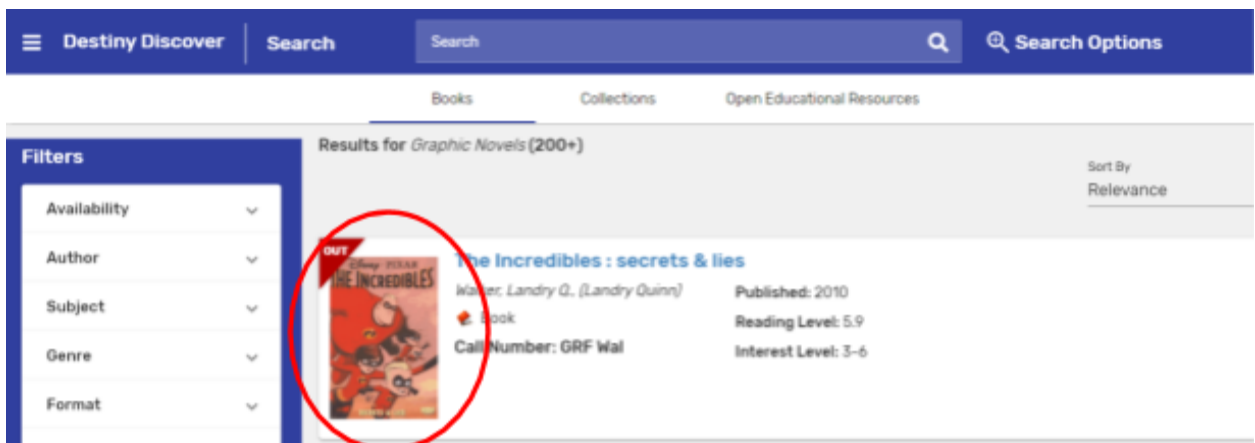 Destiny Discover
Search
Search
Search Options
Books
Collections
Open Educational Resources
Filters
Availability
Author
Subject
Genre
Format
Results for Graphic Novels (200+)
Sort By
Relevance
OUT
Disney PIXAR
THE INCREDIBLES
The Incredibles : secrets & lies
Walker, Landry Q., (Landry Quinn)
Book
Call Number: GRF Wal
Published: 2010
Reading Level: 5.9
Interest Level: 3-6